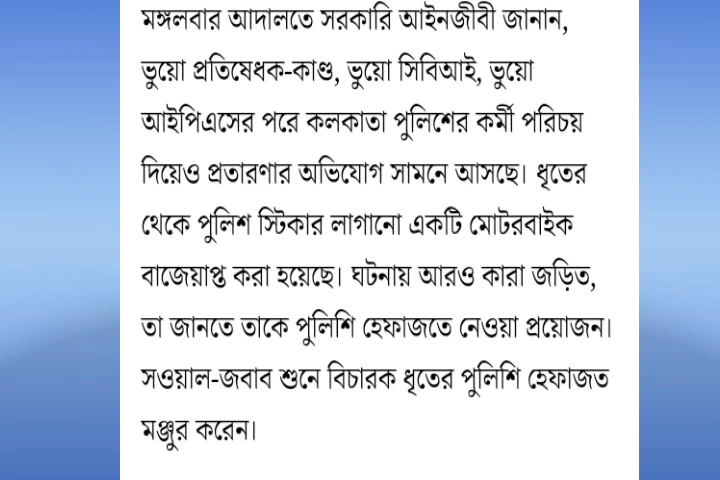 মঙ্গলবার আদালতে সরকারি আইনজীবী জানান,
ভুয়ো প্রতিষেধক-কাণ্ড, ভুয়ো সিবিআই, ভুয়ো
আইপিএসের পরে কলকাতা পুলিশের কর্মী পরিচয়
দিয়েও প্রতারণার অভিযোগ সামনে আসছে। ধৃতের
থেকে পুলিশ স্টিকার লাগানো একটি মোটরবাইক
বাজেয়াপ্ত করা হয়েছে। ঘটনায় আরও কারা জড়িত,
তা জানতে তাকে পুলিশি হেফাজতে নেওয়া প্রয়োজন।
সওয়াল-জবাব শুনে বিচারক ধৃতের পুলিশি হেফাজত
মঞ্জুর করেন।